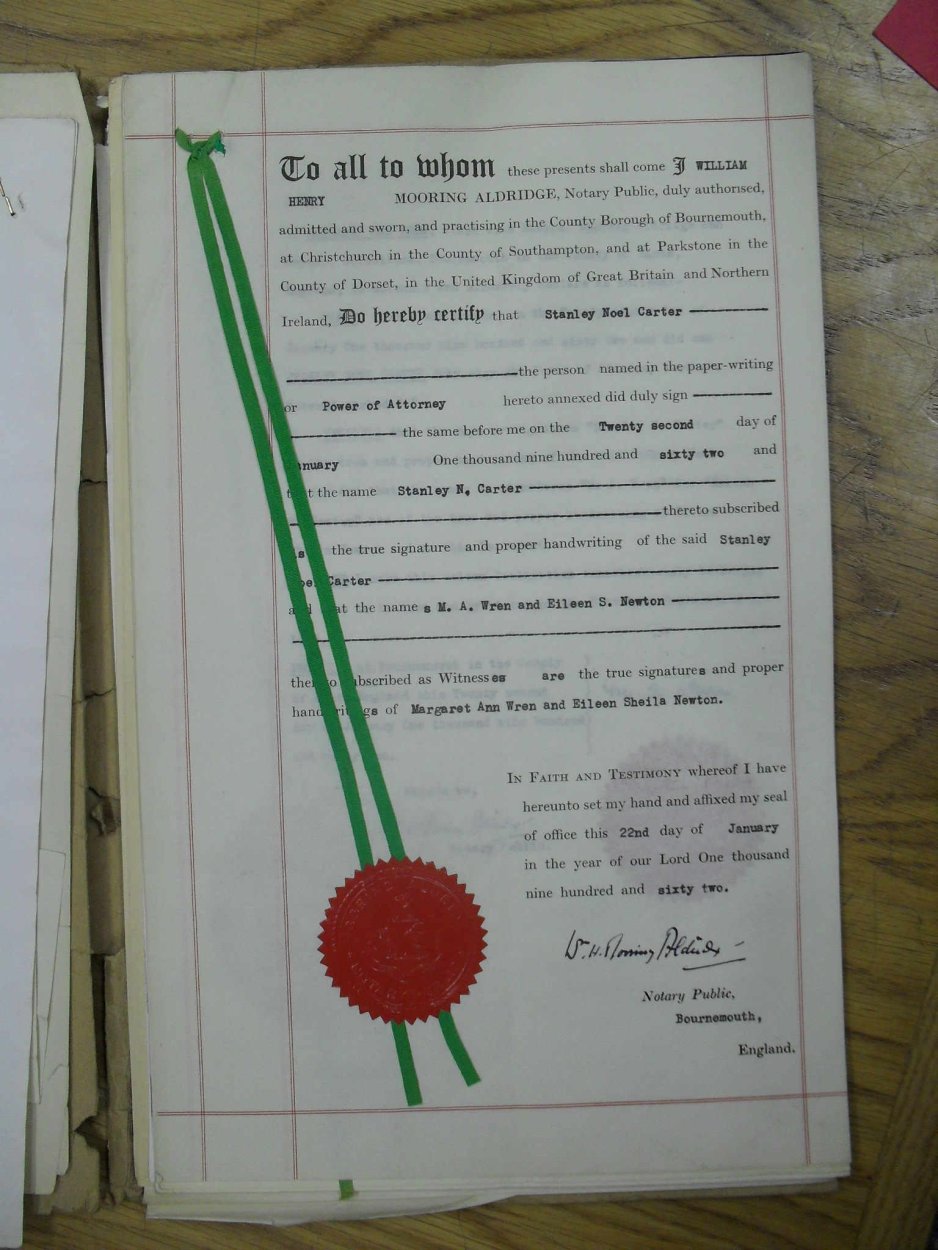 To all to whom these presents shall come I WILLIAM
HENRY MOORING ALDRIDGE, Notary Public, duly authorised,
admitted and sworn, and practising in the County Borough of Bournemouth,
at Christchurch in the County of Southampton, and at Parkstone in the
County of Dorset, in the United Kingdom of Great Britain and Northern
Ireland, Do hereby certify that Stanley Noel Carter
the person named in the paper-writing
or Power of Attorney hereto annexed did duly sign
the same before me on the Twenty second day of
January One thousand nine hundred and sixty two and
that the name Stanley N. Carter
thereto subscribed
is the true signature and proper handwriting of the said Stanley
Noel Carter
and that the names M. A. Wren and Eileen S. Newton
thereto subscribed as Witnesses are the true signatures and proper
handwritings of Margaret Ann Wren and Eileen Sheila Newton.
IN FAITH AND TESTIMONY whereof I have
hereunto set my hand and affixed my seal
of office this 22nd day of January
in the year of our Lord One thousand
nine hundred and sixty two.
W. H. Mooring Aldridge
Notary Public,
Bournemouth,
England.